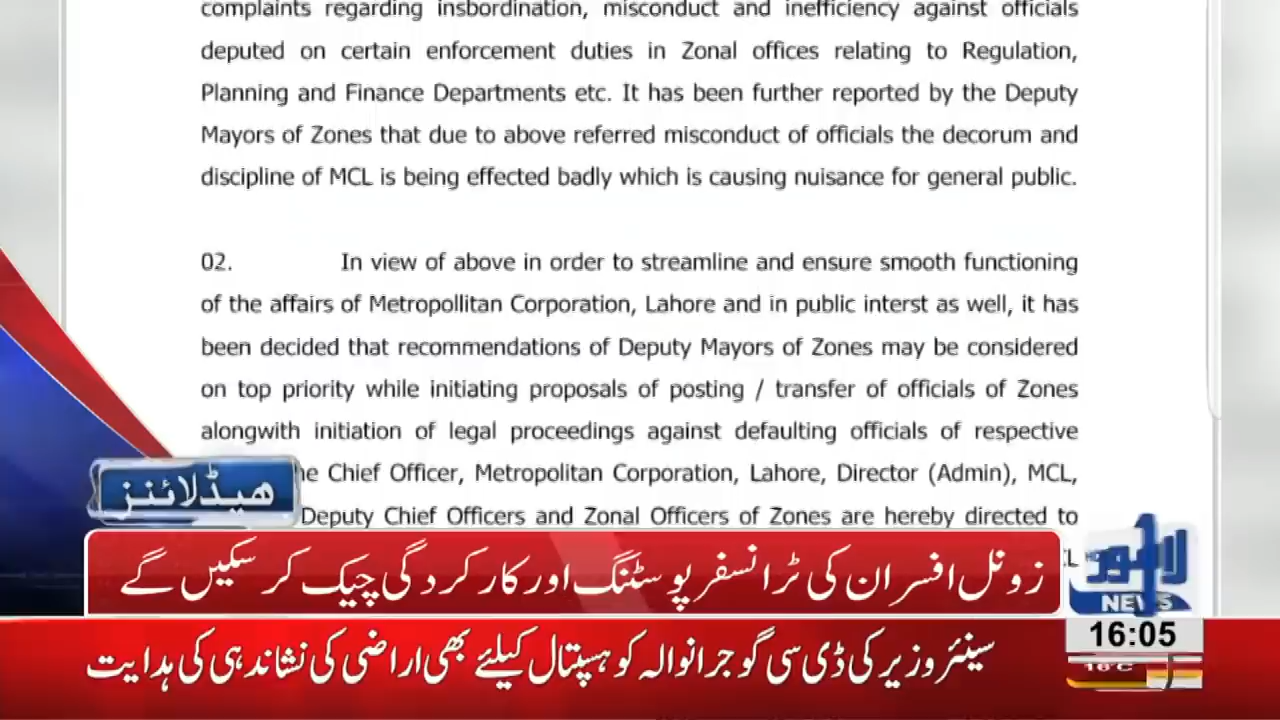 complaints regarding insbordination, misconduct and inefficiency against officials
deputed on certain enforcement duties in Zonal offices relating to Regulation,
Planning and Finance Departments etc. It has been further reported by the Deputy
Mayors of Zones that due to above referred misconduct of officials the decorum and
discipline of MCL is being effected badly which is causing nuisance for general public.
02. In view of above in order to streamline and ensure smooth functioning
of the affairs of Metropollitan Corporation, Lahore and in public interst as well, it has
been decided that recommendations of Deputy Mayors of Zones may be considered
on top priority while initiating proposals of posting / transfer of officials of Zones
alongwith initiation of legal proceedings against defaulting officials of respective
Chief Officer, Metropolitan Corporation, Lahore, Director (Admin), MCL,
Deputy Chief Officers and Zonal Officers of Zones are hereby directed to
ھیڈلائنز
زونل افسران کی ٹرانسفر پوسٹنگ اور کارکردگی چیک کر سکیں گے
لاہور
NEWS
16:05
18°C
سینئر وزیر کی ڈی سی گوجرانوالہ کو ہسپتال کیلئے بھی اراضی کی نشاندہی کی ہدایت